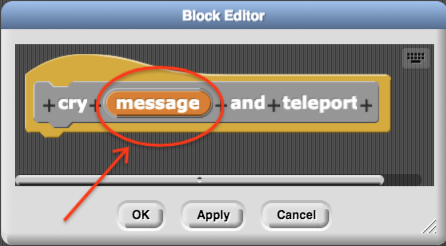 Block Editor
+ cry + message + and + teleport +
OK Apply Cancel